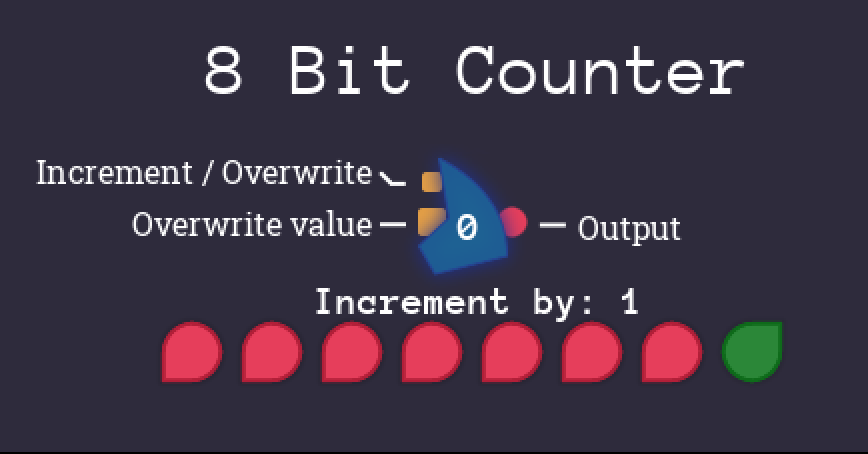 8 Bit Counter
Increment / Overwrite
Overwrite value
0
Output
Increment by: 1